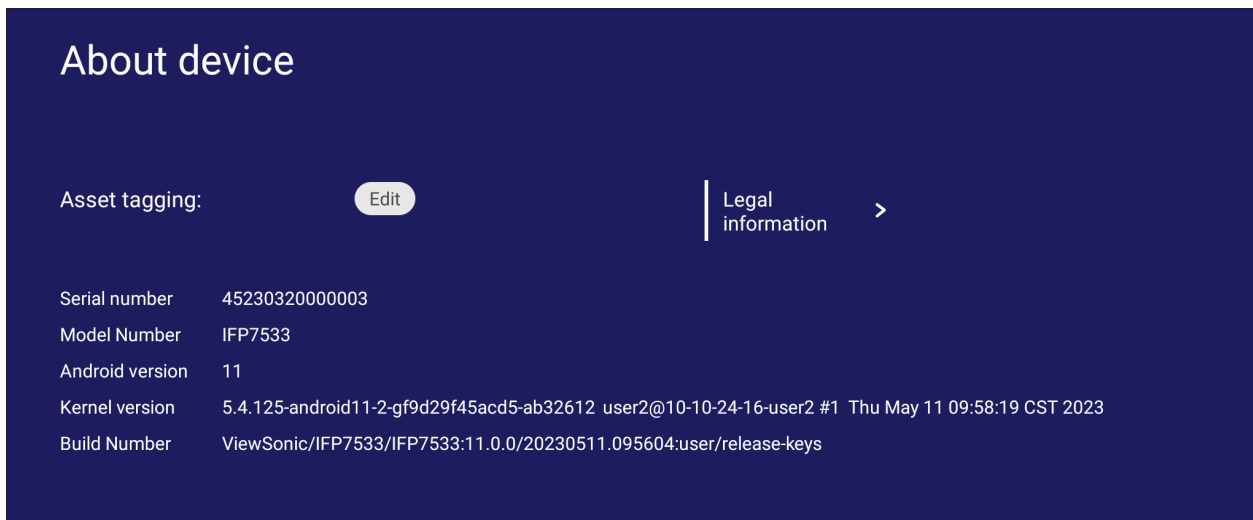 About device
Asset tagging:
Edit
Legal
information
Serial number 45230320000003
Model Number IFP7533
Android version 11
Kernel version 5.4.125-android11-2-gf9d29f45acd5-ab32612 user2@10-10-24-16-user2 #1 Thu May 11 09:58:19 CST 2023
Build Number ViewSonic/IFP7533/IFP7533:11.0.0/20230511.095604:user/release-keys